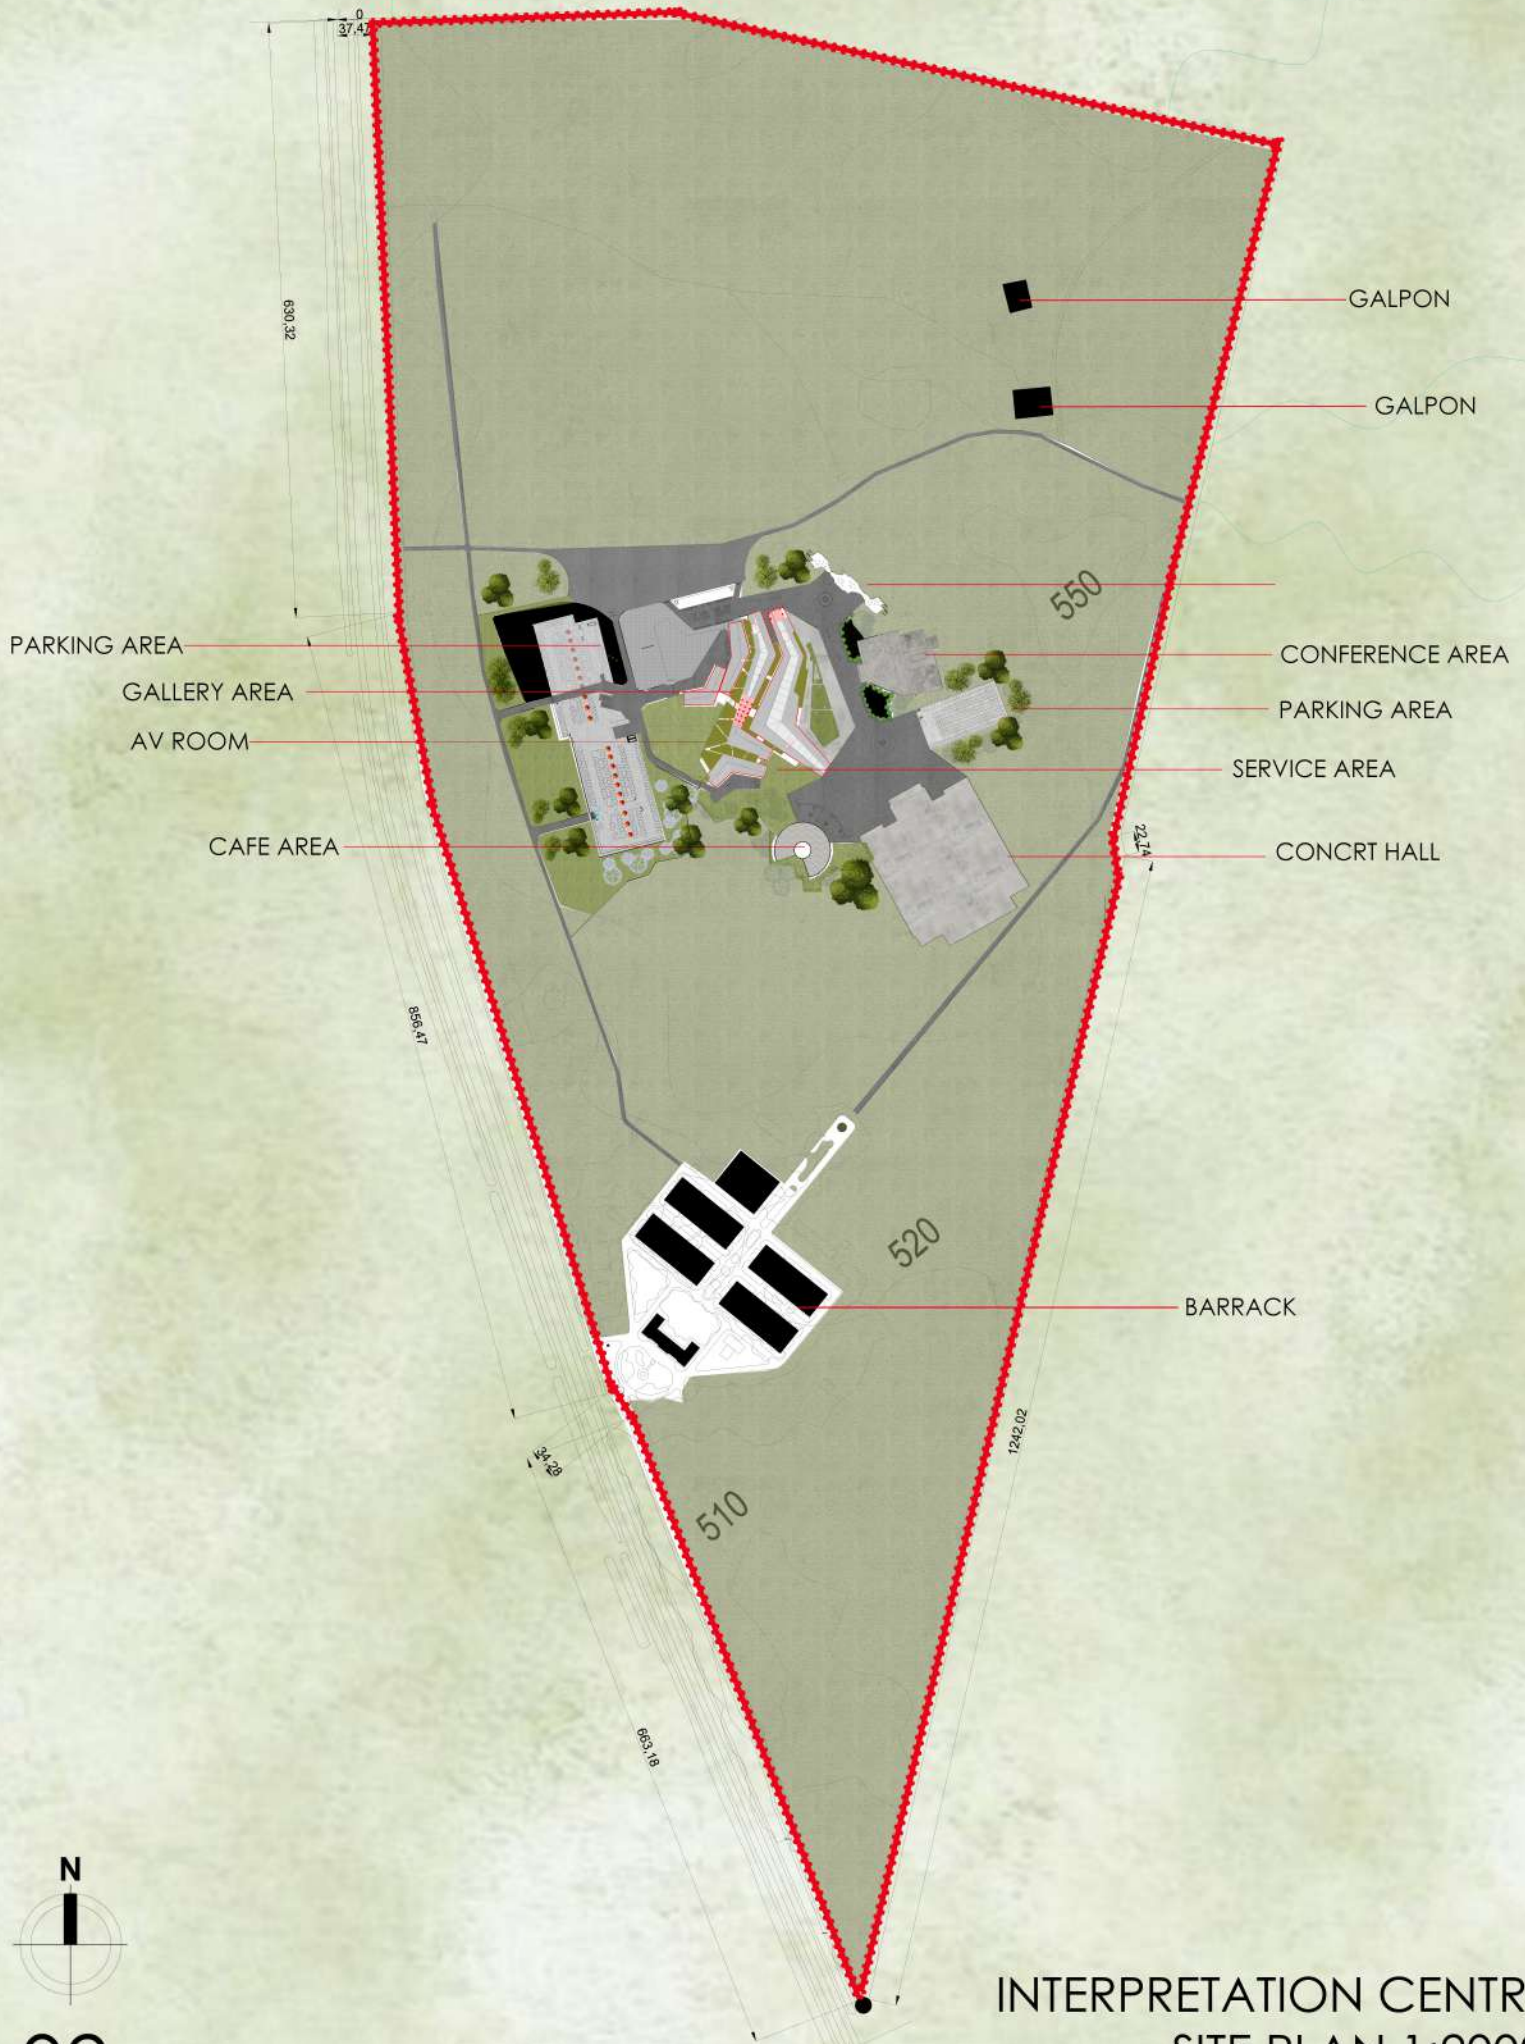 0
37,47
630,32
GALPON
GALPON
550
PARKING AREA
CONFERENCE AREA
GALLERY AREA
PARKING AREA
AV ROOM
SERVICE AREA
CAFE AREA
22,74
CONCRT HALL
856,47
520
BARRACK
1242,02
34,28
510
663,18
N
INTERPRETATION CENTR